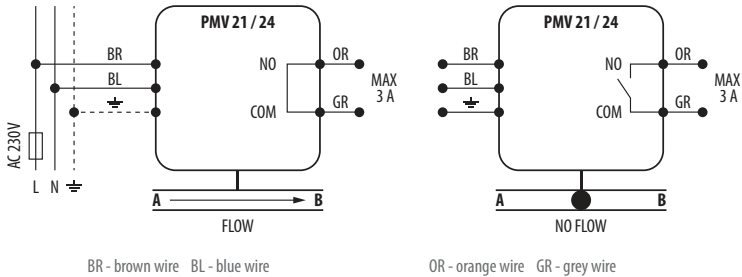 PMV 21 / 24
BR
BL
NO
COM
OR
GR
MAX
3 A
AC 230V
L N
A B
FLOW
PMV 21 / 24
BR
BL
NO
COM
OR
GR
MAX
3 A
A B
NO FLOW
BR - brown wire BL - blue wire
OR - orange wire GR - grey wire